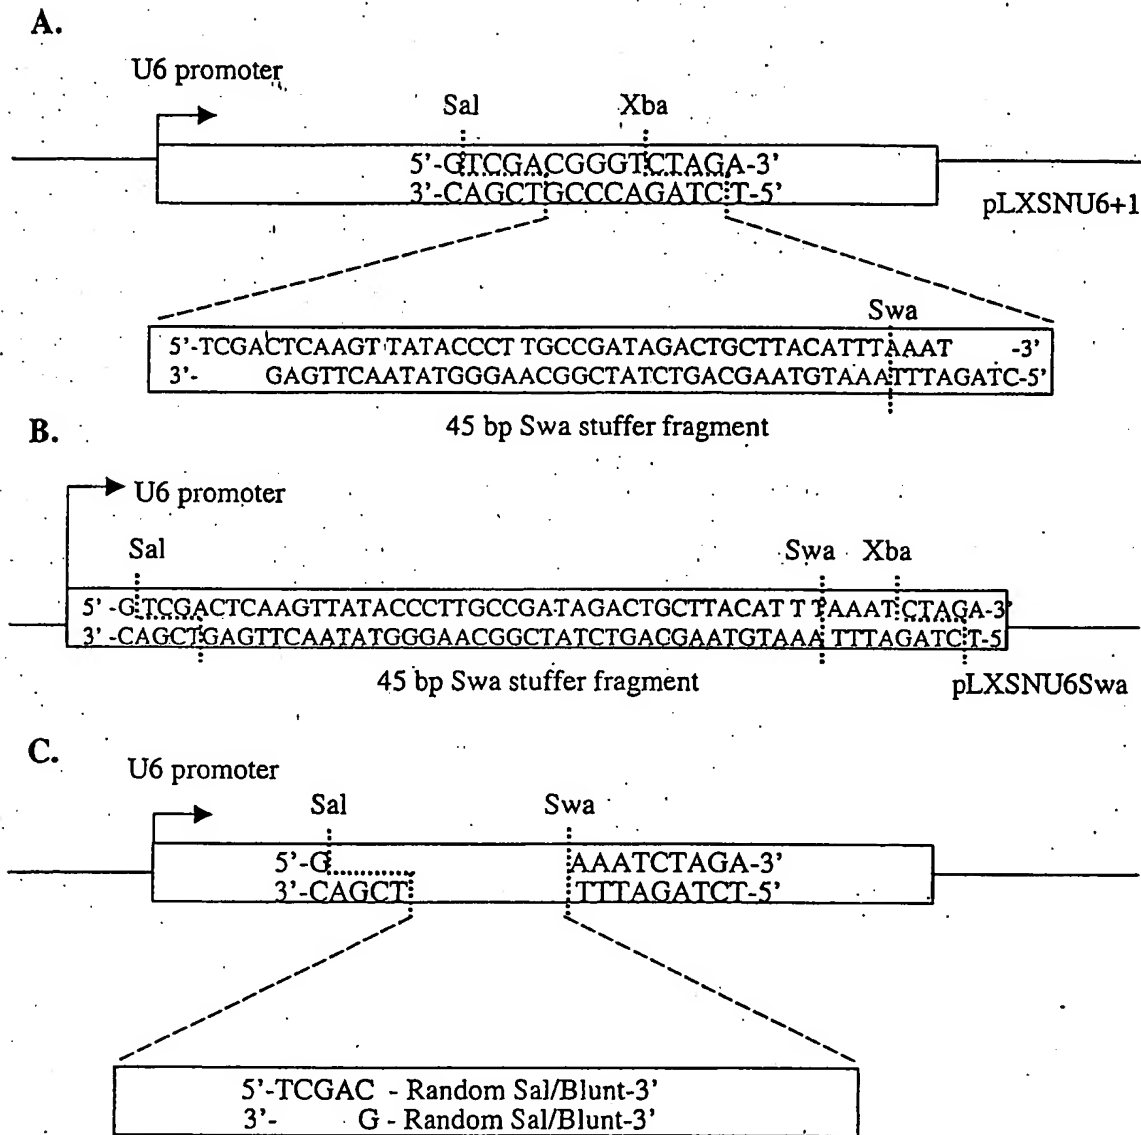 A.
U6 promoter
Sal Xba
5'-GTCGACGGGTCTAGA-3'
3'-CAGCTGCCCAGATCT-5'
pLXSNU6+1
Swa
5'-TCGACTCAAGTTATACCCTTGCCGATAGACTGCTTACATTTAAAT -3'
3'- GAGTTCAATATGGGAACGGCTATCTGACGAATGTAAATTTAGATC-5'
45 bp Swa stuffer fragment
B.
U6 promoter
Sal Swa Xba
5'-GTCGACTCAAGTTATACCCTTGCCGATAGACTGCTTACATTTAAATCTAGA-3'
3'-CAGCTGAGTTCAATATGGGAACGGCTATCTGACGAATGTAAATTTAGATCT-5
45 bp Swa stuffer fragment
pLXSNU6Swa
C.
U6 promoter
Sal Swa
5'-G AAATCTAGA-3'
3'-CAGCT TTTAGATCT-5'
5'-TCGAC - Random Sal/Blunt-3'
3'- G - Random Sal/Blunt-3'